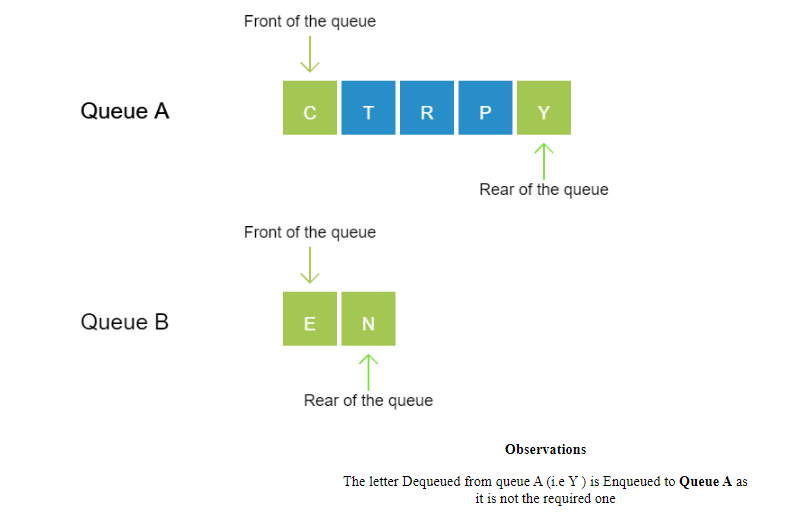 Front of the queue
Queue A
C T R P Y
Rear of the queue
Front of the queue
Queue B
E N
Rear of the queue
Observations
The letter Dequeued from queue A (i.e Y ) is Enqueued to Queue A as
it is not the required one